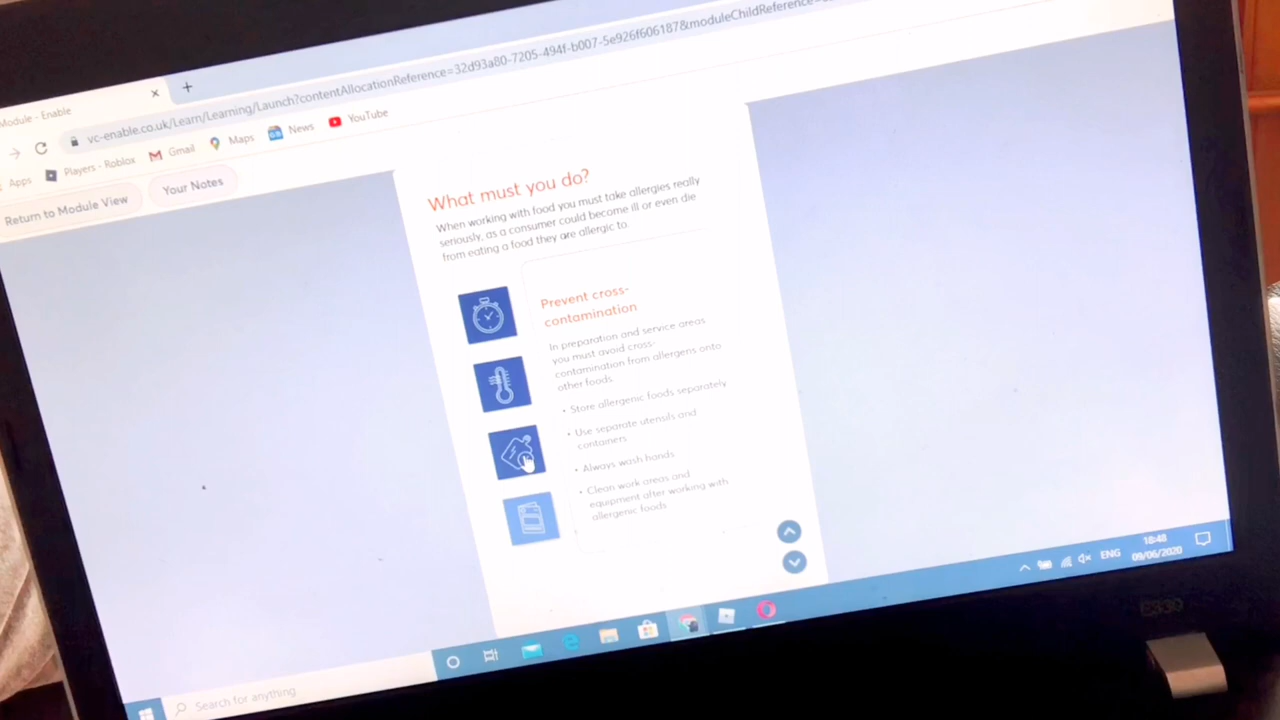 Module - Enable
vc-enable.co.uk/Learn/Learning/Launch?contentAllocationReference=32d93a80-7205-494f-b007-5e926f606187&moduleChildReference=
Apps Players - Roblox Gmail Maps News YouTube
Return to Module View Your Notes
What must you do?
When working with food you must take allergies really
seriously, as a consumer could become ill or even die
from eating a food they are allergic to.
Prevent cross-
contamination
In preparation and service areas
you must avoid cross-
contamination from allergens onto
other foods.
• Store allergenic foods separately
• Use separate utensils and
containers
• Always wash hands
• Clean work areas and
equipment after working with
allergenic foods
Search for anything
ENG
18:48
09/06/2020